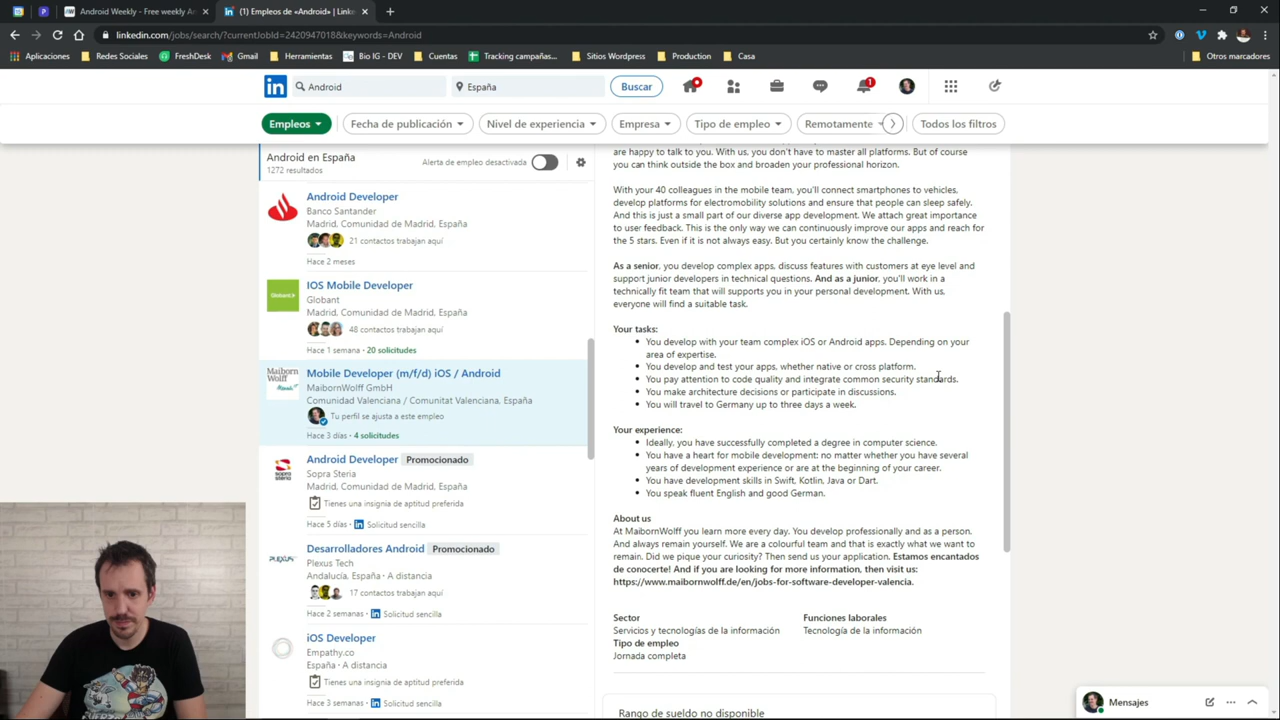 Android Weekly - Free weekly A
(1) Empleos de «Android» | Linke
linkedin.com/jobs/search/?currentJobId=2420947018&keywords=Android
Aplicaciones
Redes Sociales
FreshDesk
Gmail
Herramientas
Bio IG - DEV
Cuentas
Tracking campañas...
Sitios Wordpress
Production
Casa
Otros marcadores
Android
España
Buscar
1
Empleos
Fecha de publicación
Nivel de experiencia
Empresa
Tipo de empleo
Remotamente
Todos los filtros
Android en España
1272 resultados
Alerta de empleo desactivada
Android Developer
Banco Santander
Madrid, Comunidad de Madrid, España
21 contactos trabajan aquí
Hace 2 meses
IOS Mobile Developer
Globant
Madrid, Comunidad de Madrid, España
48 contactos trabajan aquí
Hace 1 semana · 20 solicitudes
Maiborn
Wolff
Mobile Developer (m/f/d) iOS / Android
MaibornWolff GmbH
Comunidad Valenciana / Comunitat Valenciana, España
Tu perfil se ajusta a este empleo
Hace 3 días · 4 solicitudes
sopra
steria
Android Developer Promocionado
Sopra Steria
Madrid, Comunidad de Madrid, España
Tienes una insignia de aptitud preferida
Hace 5 días · Solicitud sencilla
PLEXUS
Desarrolladores Android Promocionado
Plexus Tech
Andalucía, España · A distancia
17 contactos trabajan aquí
Hace 2 semanas · Solicitud sencilla
iOS Developer
Empathy.co
España · A distancia
Tienes una insignia de aptitud preferida
Hace 3 semanas · Solicitud sencilla
are happy to talk to you. With us, you don't have to master all platforms. But of course
you can think outside the box and broaden your professional horizon.
With your 40 colleagues in the mobile team, you'll connect smartphones to vehicles,
develop platforms for electromobility solutions and ensure that people can sleep safely.
And this is just a small part of our diverse app development. We attach great importance
to user feedback. This is the only way we can continuously improve our apps and reach for
the 5 stars. Even if it is not always easy. But you certainly know the challenge.
As a senior, you develop complex apps, discuss features with customers at eye level and
support junior developers in technical questions. And as a junior, you'll work in a
technically fit team that will supports you in your personal development. With us,
everyone will find a suitable task.
Your tasks:
• You develop with your team complex iOS or Android apps. Depending on your
area of expertise.
• You develop and test your apps, whether native or cross platform.
• You pay attention to code quality and integrate common security standards.
• You make architecture decisions or participate in discussions.
• You will travel to Germany up to three days a week.
Your experience:
• Ideally, you have successfully completed a degree in computer science.
• You have a heart for mobile development: no matter whether you have several
years of development experience or are at the beginning of your career.
• You have development skills in Swift, Kotlin, Java or Dart.
• You speak fluent English and good German.
About us
At MaibornWolff you learn more every day. You develop professionally and as a person.
And always remain yourself. We are a colourful team and that is exactly what we want to
remain. Did we pique your curiosity? Then send us your application. Estamos encantados
de conocerte! And if you are looking for more information, then visit us:
https://www.maibornwolff.de/en/jobs-for-software-developer-valencia.
Sector
Servicios y tecnologías de la información
Funciones laborales
Tecnología de la información
Tipo de empleo
Jornada completa
Rango de sueldo no disponible
Mensajes